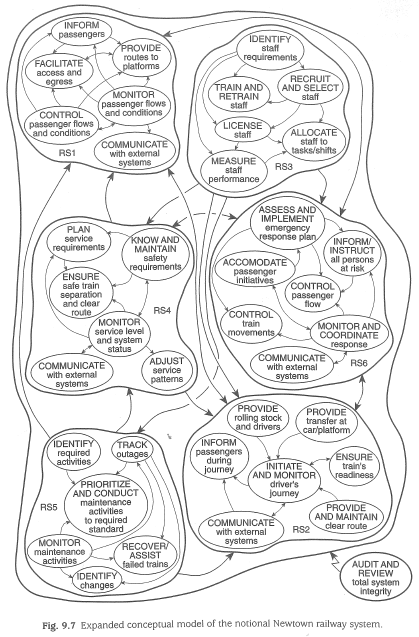 INFORM
passengers
PROVIDE
routes to
platforms
FACILITATE
access and
egress
MONITOR
passenger flows
and conditions
CONTROL
passenger flows
and conditions
RS1
COMMUNICATE
with external
systems
IDENTIFY
staff
requirements
TRAIN AND
RETRAIN
staff
RECRUIT
AND SELECT
staff
LICENSE
staff
ALLOCATE
staff to
tasks/shifts
MEASURE
staff
performance
RS3
PLAN
service
requirements
KNOW AND
MAINTAIN
safety
requirements
ENSURE
safe train
separation
and clear
route
RS4
MONITOR
service level
and system
status
COMMUNICATE
with external
systems
ADJUST
service
patterns
ASSESS AND
IMPLEMENT
emergency
response plan
INFORM/
INSTRUCT
all persons
at risk
ACCOMODATE
passenger
initiatives
CONTROL
passenger
flow
CONTROL
train
movements
MONITOR AND
COORDINATE
response
COMMUNICATE
with external
systems
RS6
IDENTIFY
required
activities
TRACK
outages
PRIORITIZE
AND CONDUCT
maintenance
activities
to required
standard
RS5
MONITOR
maintenance
activities
RECOVER/
ASSIST
failed trains
IDENTIFY
changes
PROVIDE
rolling stock
and drivers
PROVIDE
transfer at
car/platform
INFORM
passengers
during
journey
INITIATE
AND MONITOR
driver's
journey
ENSURE
train's
readiness
COMMUNICATE
with external
systems
RS2
PROVIDE
AND MAINTAIN
clear route
AUDIT AND
REVIEW
total system
integrity
Fig. 9.7 Expanded conceptual model of the notional Newtown railway system.